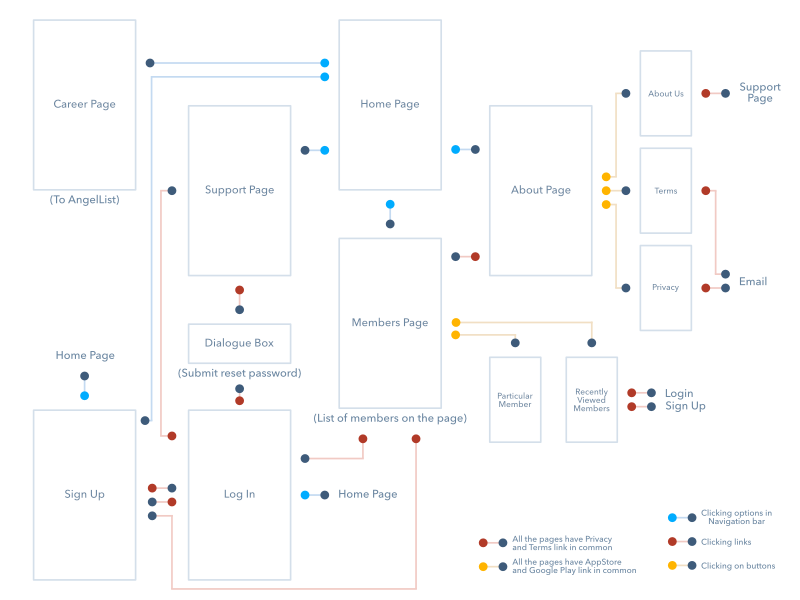 Career Page
(To AngelList)
Home Page
Support Page
About Page
About Us
Support
Page
Terms
Privacy
Email
Dialogue Box
(Submit reset password)
Members Page
(List of members on the page)
Particular
Member
Recently
Viewed
Members
Login
Sign Up
Home Page
Sign Up
Log In
Home Page
All the pages have Privacy
and Terms link in common
All the pages have AppStore
and Google Play link in common
Clicking options in
Navigation bar
Clicking links
Clicking on buttons